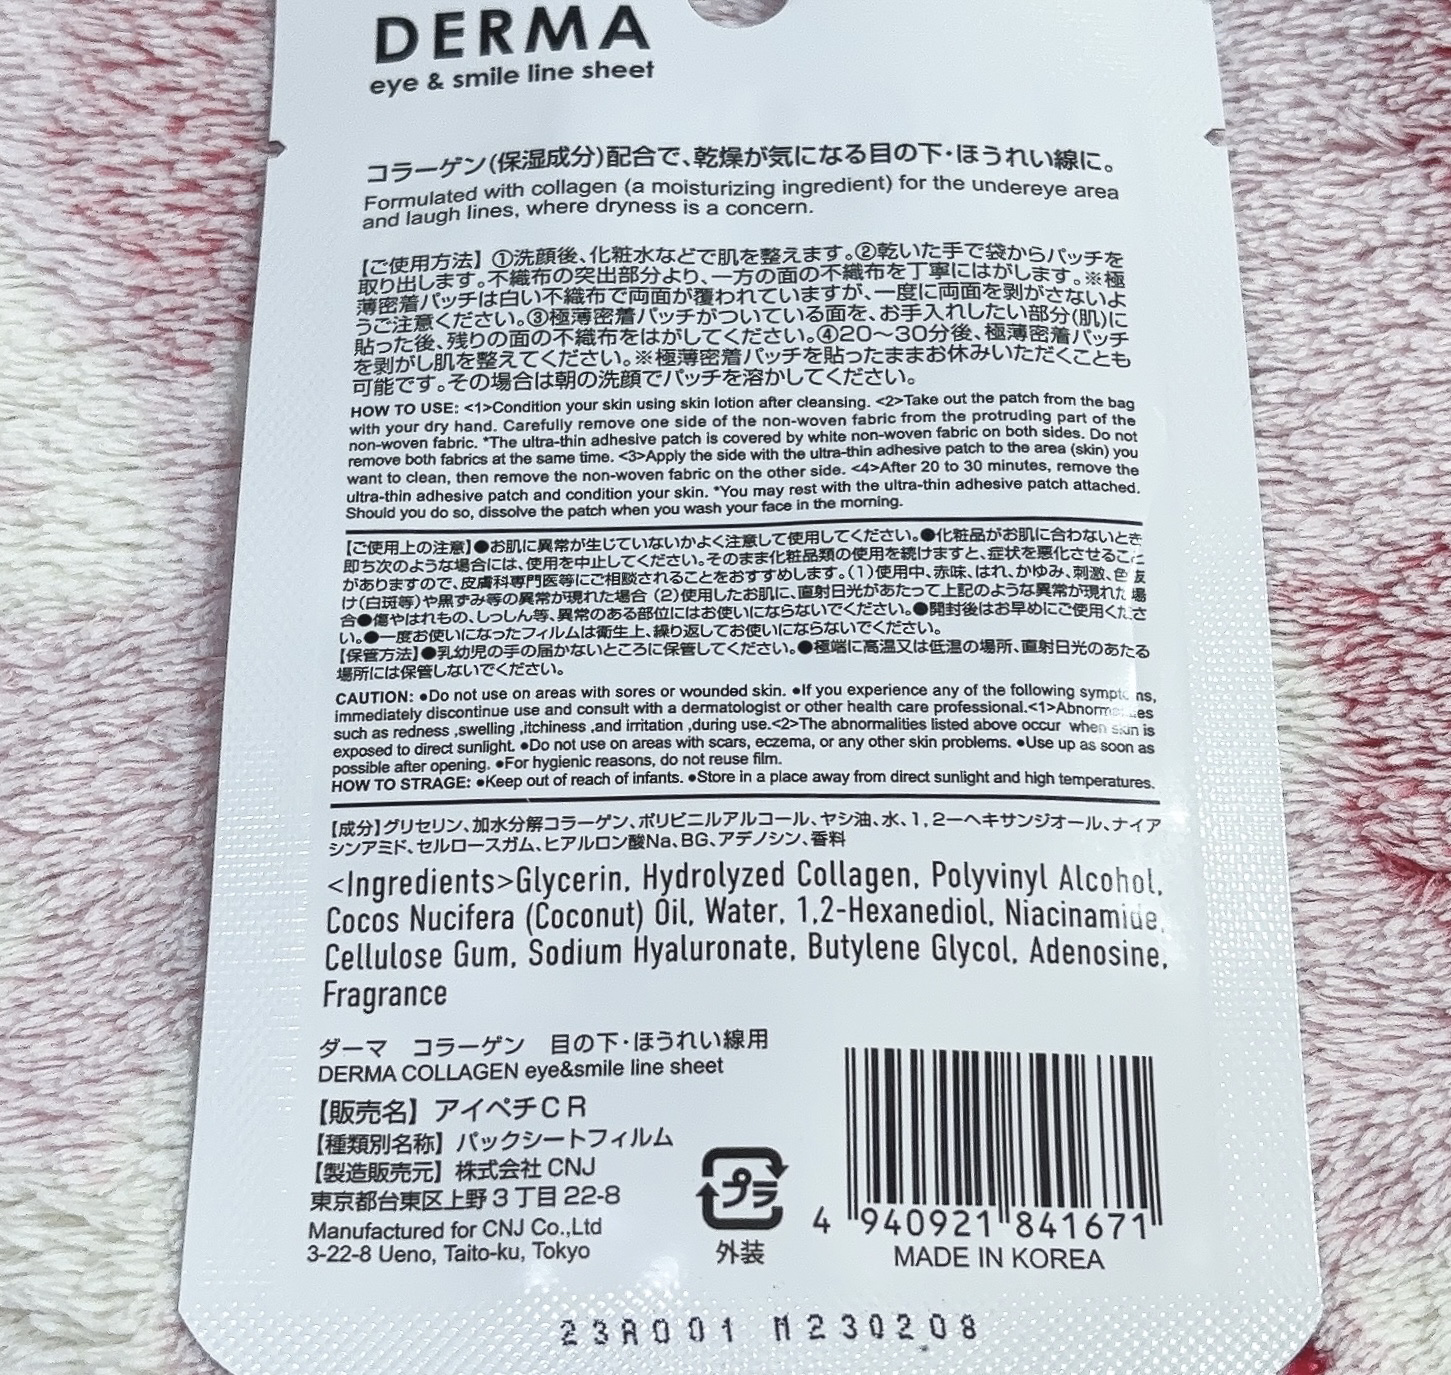 DERMA
eye & smile line sheet
コラーゲン(保湿成分)配合で、乾燥が気になる目の下・ほうれい線に。
Formulated with collagen (a moisturizing ingredient) for the undereye area
and laugh lines, where dryness is a concern.
【ご使用方法】①洗顔後、化粧水などで肌を整えます。②乾いた手で袋からパッチを
取り出します。不織布の突出部分より、一方の面の不織布を丁寧にはがします。※極
薄密着パッチは白い不織布で両面が覆われていますが、一度に両面を剥がさないよ
うご注意ください。③極薄密着パッチがついている面を、お手入れしたい部分(肌)に
貼った後、残りの面の不織布をはがしてください。④20～30分後、極薄密着パッチ
を剥がし肌を整えてください。※極薄密着パッチを貼ったままお休みいただくことも
可能です。その場合は朝の洗顔でパッチを溶かしてください。
HOW TO USE: <1>Condition your skin using skin lotion after cleansing. <2>Take out the patch from the bag
with your dry hand. Carefully remove one side of the non-woven fabric from the protruding part of the
non-woven fabric. *The ultra-thin adhesive patch is covered by white non-woven fabric on both sides. Do not
remove both fabrics at the same time. <3>Apply the side with the ultra-thin adhesive patch to the area (skin) you
want to clean, then remove the non-woven fabric on the other side. <4>After 20 to 30 minutes, remove the
ultra-thin adhesive patch and condition your skin. *You may rest with the ultra-thin adhesive patch attached.
Should you do so, dissolve the patch when you wash your face in the morning.
【ご使用上の注意】●お肌に異常が生じていないかよく注意して使用してください。●化粧品がお肌に合わないとき
即ち次のような場合には、使用を中止してください。そのまま化粧品類の使用を続けますと、症状を悪化させること
がありますので、皮膚科専門医等にご相談されることをおすすめします。(1)使用中、赤味、はれ、かゆみ、刺激、色抜
け(白斑等)や黒ずみ等の異常が現れた場合 (2)使用したお肌に、直射日光があたって上記のような異常が現れた場
合●傷やはれもの、しっしん等、異常のある部位にはお使いにならないでください。●開封後はお早めにご使用くださ
い。●一度お使いになったフィルムは衛生上、繰り返してお使いにならないでください。
【保管方法】●乳幼児の手の届かないところに保管してください。●極端に高温又は低温の場所、直射日光のあたる
場所には保管しないでください。
CAUTION: ●Do not use on areas with sores or wounded skin. ●If you experience any of the following symptoms,
immediately discontinue use and consult with a dermatologist or other health care professional.<1>Abnormalities
such as redness ,swelling ,itchiness ,and irritation ,during use.<2>The abnormalities listed above occur when skin is
exposed to direct sunlight. ●Do not use on areas with scars, eczema, or any other skin problems. ●Use up as soon as
possible after opening. ●For hygienic reasons, do not reuse film.
HOW TO STRAGE: ●Keep out of reach of infants. ●Store in a place away from direct sunlight and high temperatures.
【成分】グリセリン、加水分解コラーゲン、ポリビニルアルコール、ヤシ油、水、1,2ーヘキサンジオール、ナイア
シンアミド、セルロースガム、ヒアルロン酸Na、BG、アデノシン、香料
<Ingredients>Glycerin, Hydrolyzed Collagen, Polyvinyl Alcohol,
Cocos Nucifera (Coconut) Oil, Water, 1,2-Hexanediol, Niacinamide,
Cellulose Gum, Sodium Hyaluronate, Butylene Glycol, Adenosine,
Fragrance
ダーマ コラーゲン 目の下・ほうれい線用
DERMA COLLAGEN eye&smile line sheet
【販売名】アイペチCR
【種類別名称】パックシートフィルム
【製造販売元】株式会社CNJ
東京都台東区上野3丁目22-8
Manufactured for CNJ Co.,Ltd
3-22-8 Ueno, Taito-ku, Tokyo
プラ
外装
4 940921 841671
MADE IN KOREA
23A001 M230208